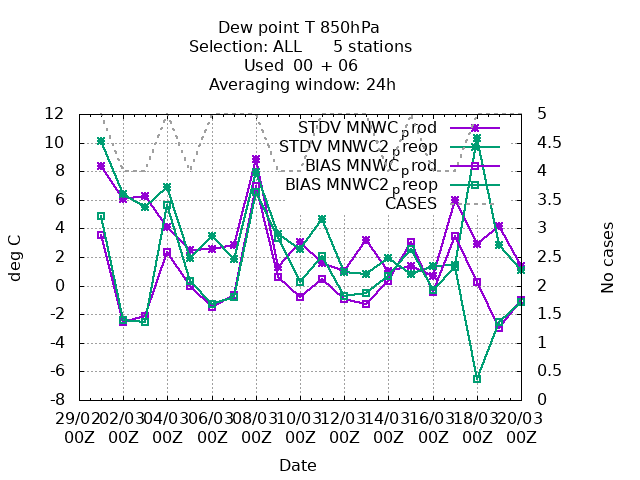 Dew point T 850hPa
Selection: ALL 5 stations
Used 00 + 06
Averaging window: 24h
12 10 8 6 4 2 0 -2 -4 -6 -8
deg C
STDV MNWC_prod
STDV MNWC2_preop
BIAS MNWC_prod
BIAS MNWC2_preop
CASES
5 4.5 4 3.5 3 2.5 2 1.5 1 0.5 0
No cases
29/02 02/03 04/03 06/03 08/03 10/03 12/03 14/03 16/03 18/03 20/03
00Z 00Z 00Z 00Z 00Z 00Z 00Z 00Z 00Z 00Z 00Z
Date